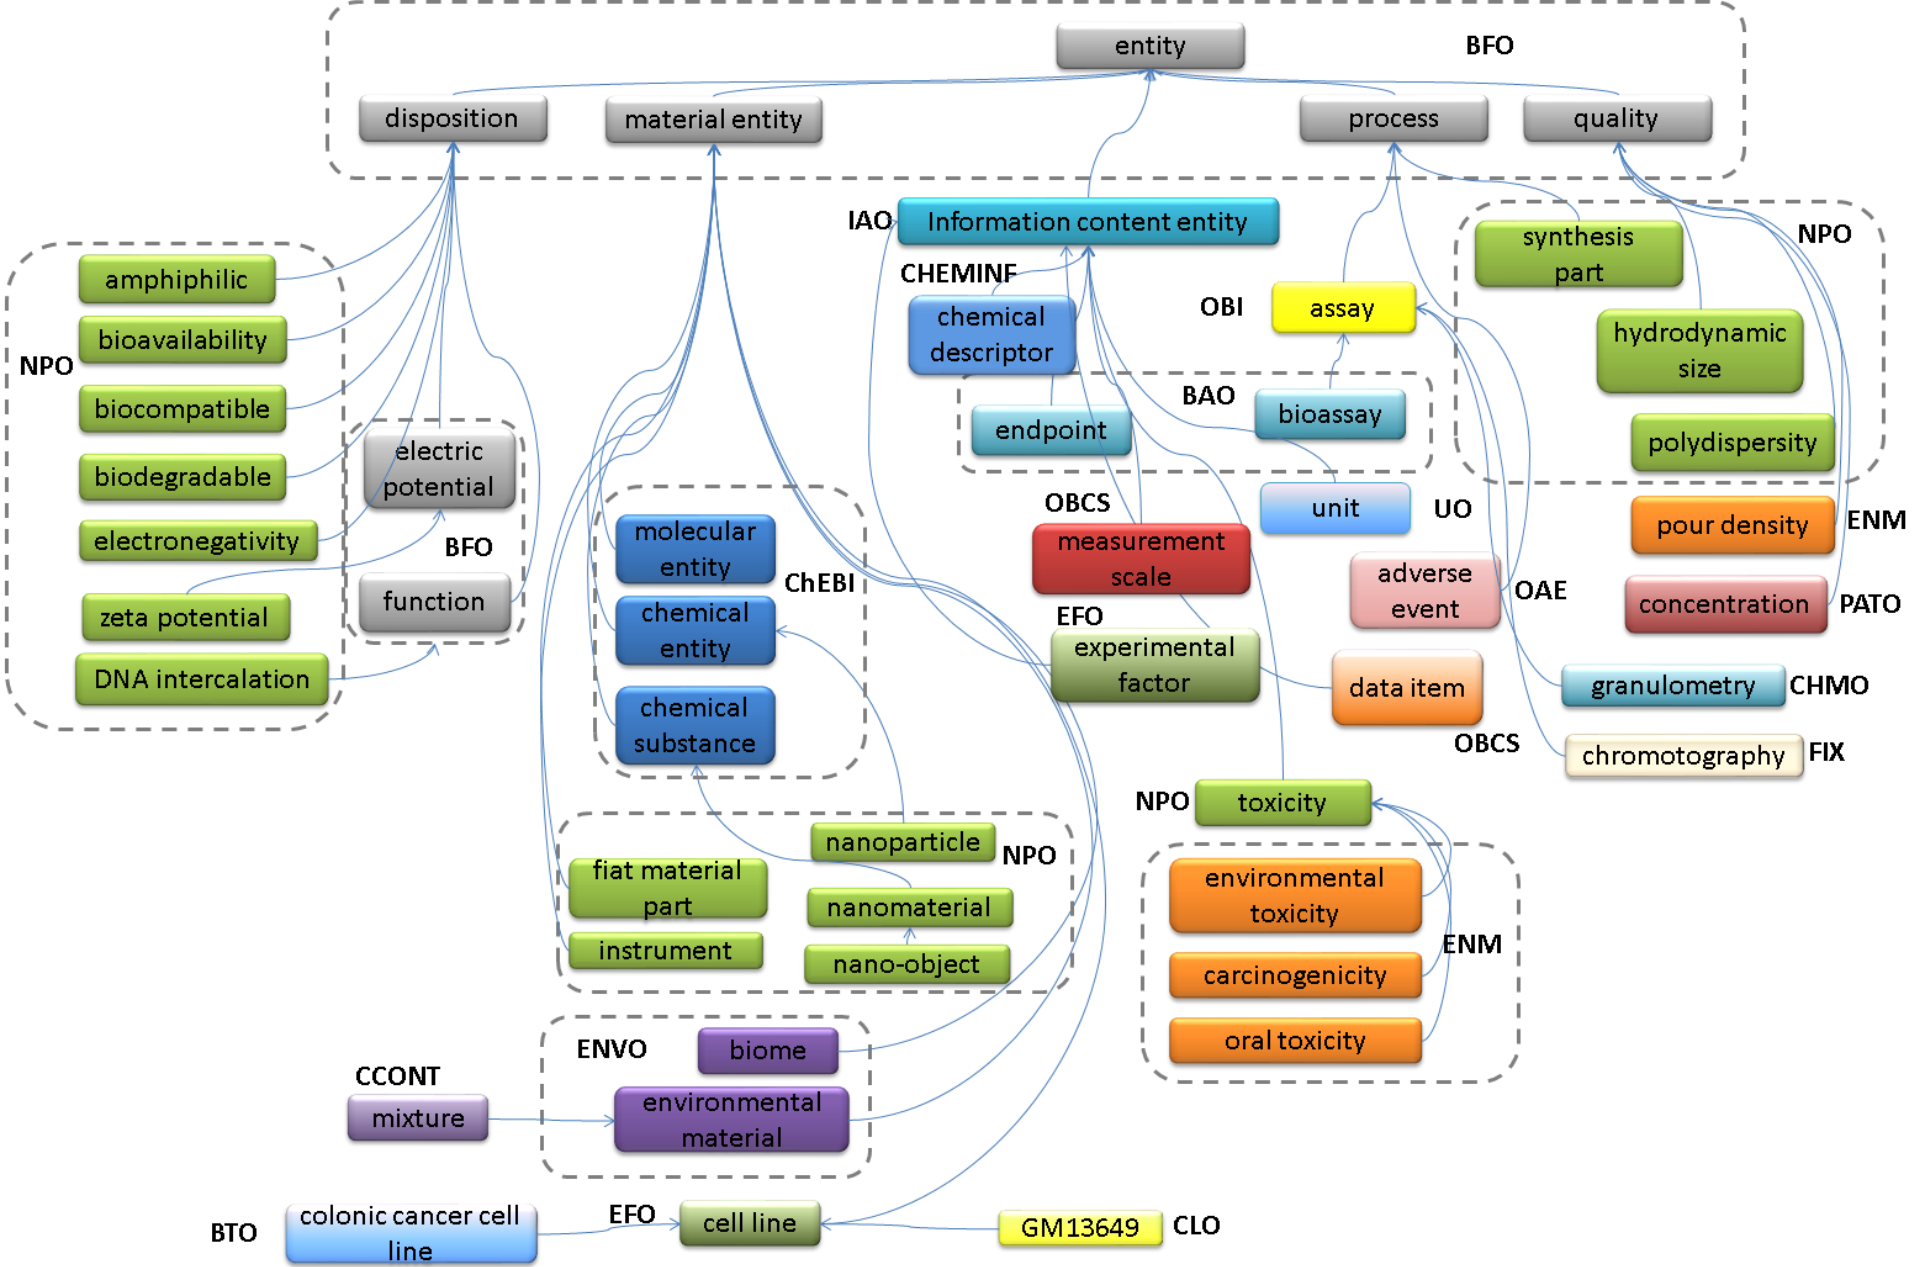 entity
BFO
disposition
material entity
process
quality
IAO
Information content entity
NPO
synthesis
part
amphiphilic
CHEMINF
chemical
descriptor
OBI
assay
bioavailability
NPO
hydrodynamic
size
biocompatible
BAO
endpoint
bioassay
polydispersity
electric
potential
biodegradable
OBCS
unit
UO
pour density
ENM
electronegativity
BFO
molecular
entity
ChEBI
measurement
scale
adverse
event
OAE
zeta potential
function
chemical
entity
EFO
experimental
factor
concentration
PATO
DNA intercalation
data item
OBCS
granulometry
CHMO
chemical
substance
chromotography
FIX
NPO
toxicity
nanoparticle
NPO
fiat material
part
nanomaterial
instrument
nano-object
environmental
toxicity
ENM
carcinogenicity
oral toxicity
ENVO
biome
CCONT
mixture
environmental
material
BTO
colonic cancer cell
line
EFO
cell line
GM13649
CLO